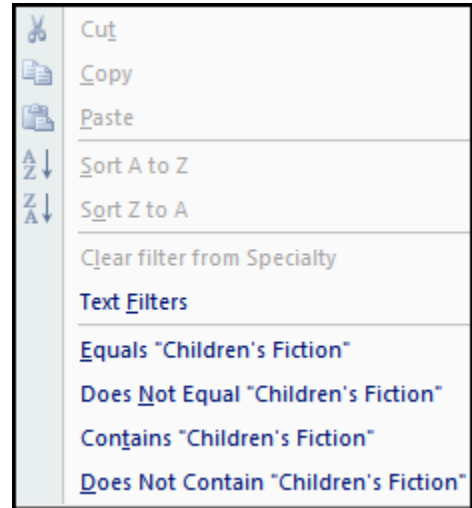 Cut
Copy
Paste
Sort A to Z
Sort Z to A
Clear filter from Specialty
Text Filters
Equals "Children's Fiction"
Does Not Equal "Children's Fiction"
Contains "Children's Fiction"
Does Not Contain "Children's Fiction"